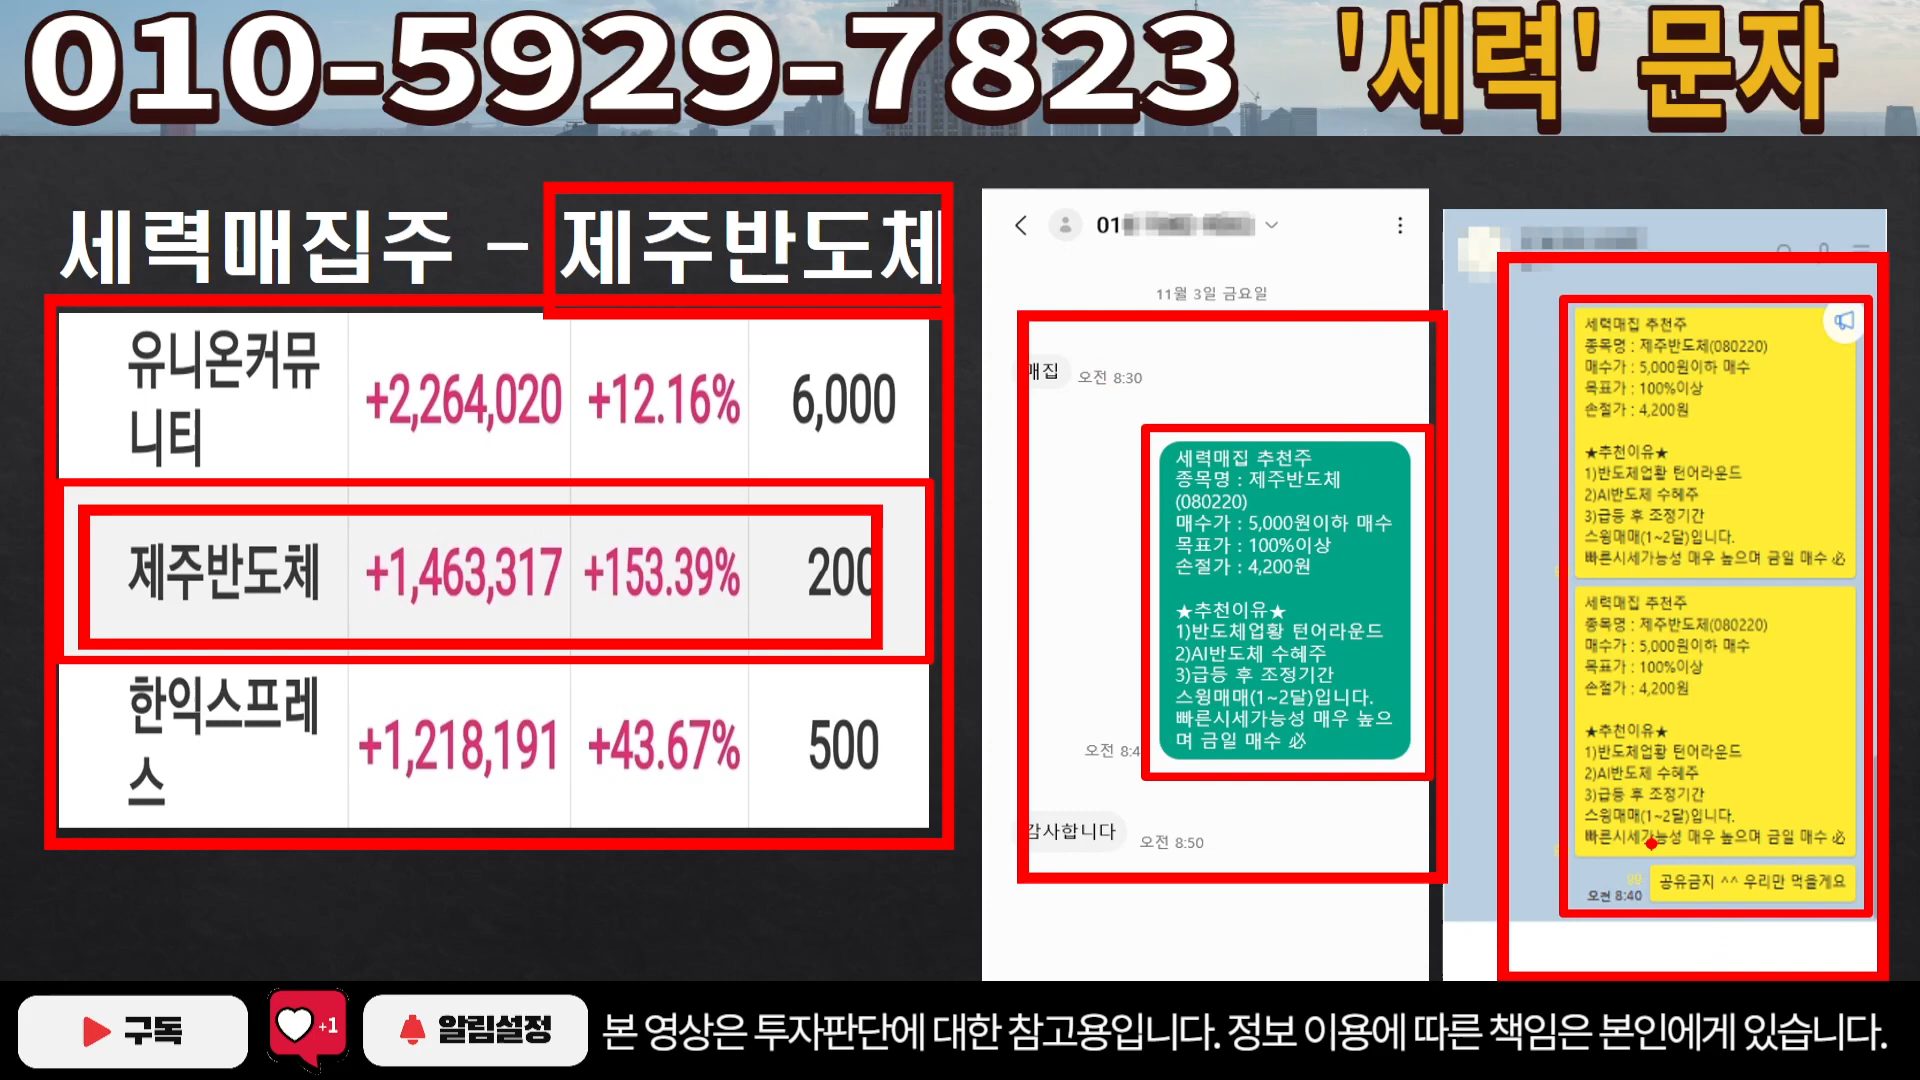 010-5929-7823 '세력' 문자
세력매집주 - 제주반도체
유니온커뮤
니티
+2,264,020
+12.16%
6,000
제주반도체
+1,463,317
+153.39%
200
한익스프레
스
+1,218,191
+43.67%
500
01
11월 3일 금요일
매집
오전 8:30
세력매집 추천주
종목명 : 제주반도체
(080220)
매수가 : 5,000원이하 매수
목표가 : 100%이상
손절가 : 4,200원
★추천이유★
1)반도체업황 턴어라운드
2)AI반도체 수혜주
3)급등 후 조정기간
스윙매매(1~2달)입니다.
빠른시세가능성 매우 높으
며 금일 매수 必
오전 8:4
감사합니다
오전 8:50
세력매집 추천주
종목명 : 제주반도체(080220)
매수가 : 5,000원이하 매수
목표가 : 100%이상
손절가 : 4,200원
★추천이유★
1)반도체업황 턴어라운드
2)AI반도체 수혜주
3)급등 후 조정기간
스윙매매(1~2달)입니다.
빠른시세가능성 매우 높으며 금일 매수 必
세력매집 추천주
종목명 : 제주반도체(080220)
매수가 : 5,000원이하 매수
목표가 : 100%이상
손절가 : 4,200원
★추천이유★
1)반도체업황 턴어라운드
2)AI반도체 수혜주
3)급등 후 조정기간
스윙매매(1~2달)입니다.
빠른시세가능성 매우 높으며 금일 매수 必
공유금지 ^^ 우리만 먹을게요
오전 8:40
구독
+1
알림설정
본 영상은 투자판단에 대한 참고용입니다. 정보 이용에 따른 책임은 본인에게 있습니다.